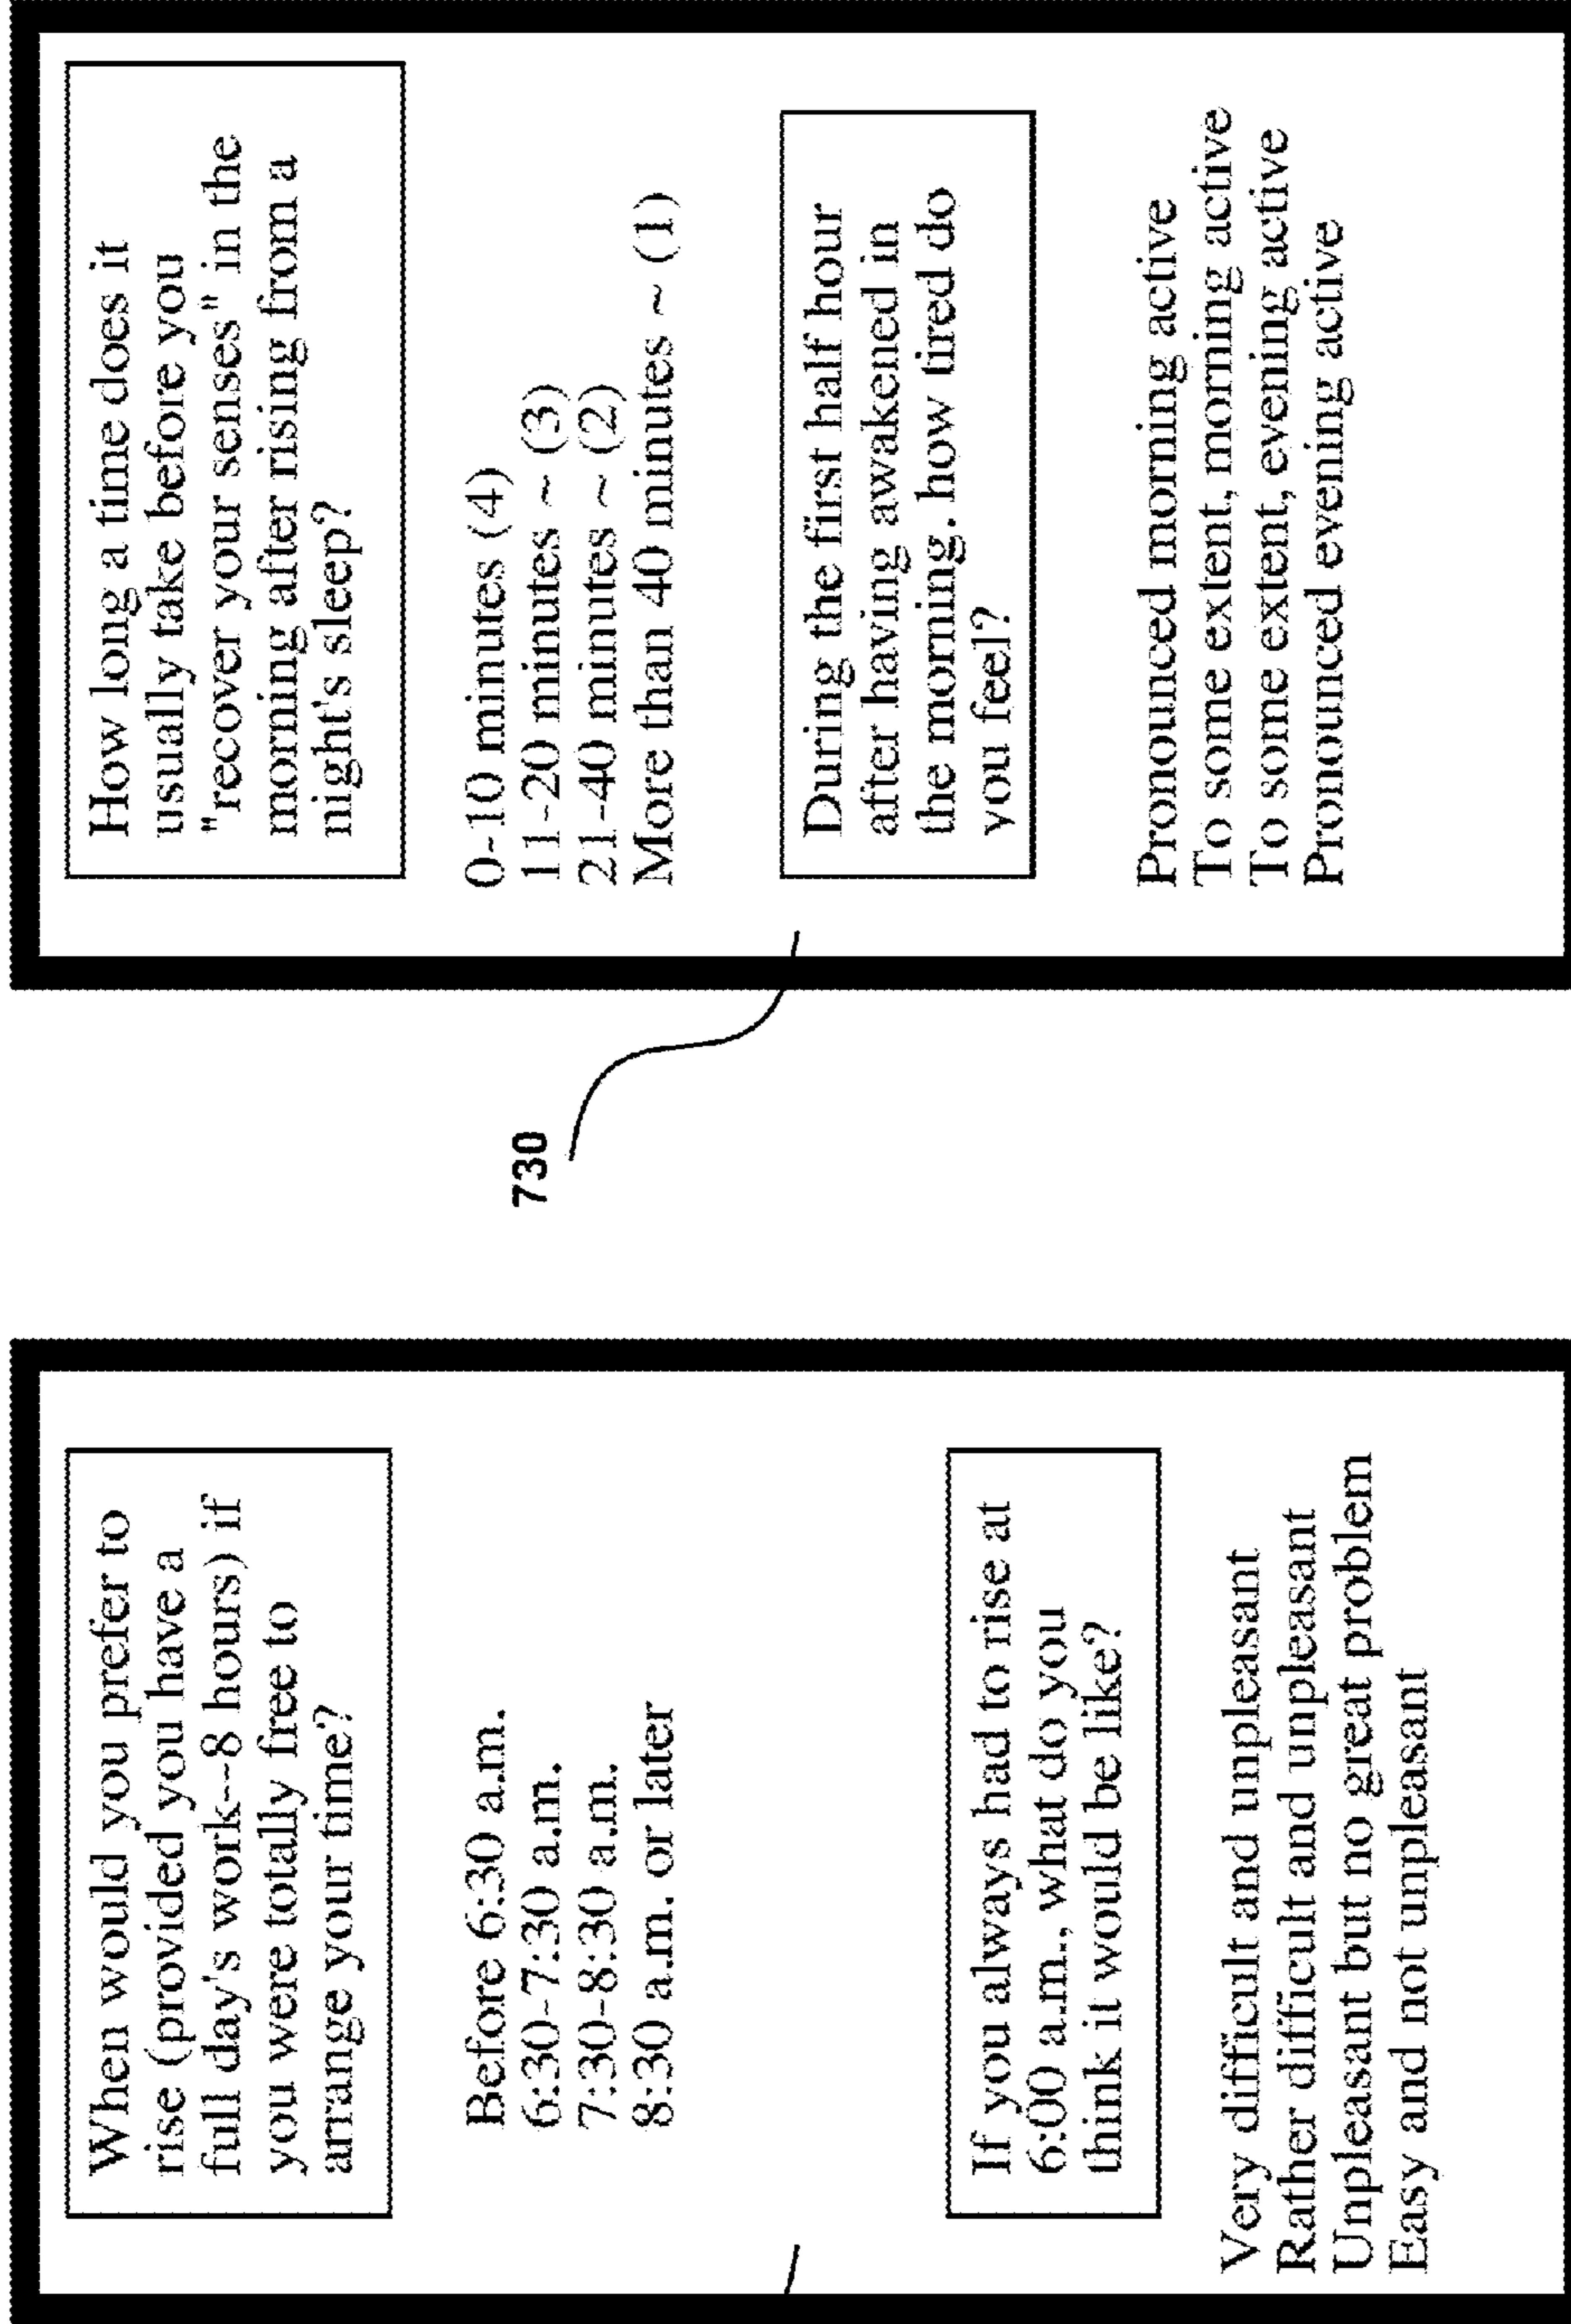 When would you prefer to
rise (provided you have a
full day's work--8 hours) if
you were totally free to
arrange your time?
Before 6:30 a.m.
6:30-7:30 a.m.
7:30-8:30 a.m.
8:30 a.m. or later
If you always had to rise at
6:00 a.m., what do you
think it would be like?
Very difficult and unpleasant
Rather difficult and unpleasant
Unpleasant but no great problem
Easy and not unpleasant
730
How long a time does it
usually take before you
"recover your senses" in the
morning after rising from a
night's sleep?
0-10 minutes (4)
11-20 minutes ~ (3)
21-40 minutes ~ (2)
More than 40 minutes ~ (1)
During the first half hour
after having awakened in
the morning. how tired do
you feel?
Pronounced morning active
To some extent, morning active
To some extent, evening active
Pronounced evening active